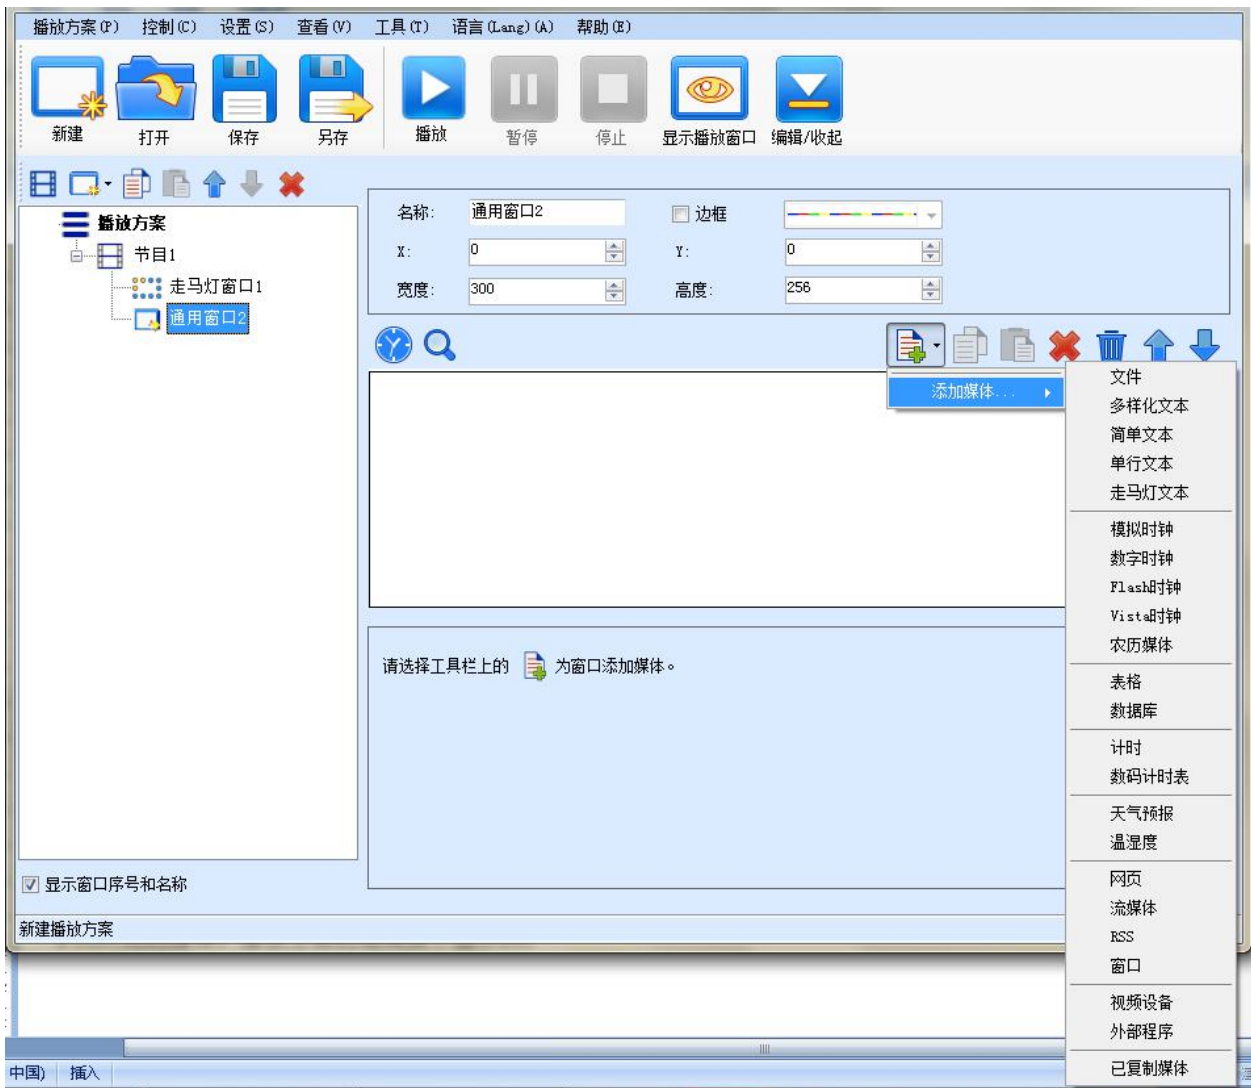 播放方案(P) 控制(C) 设置(S) 查看(V) 工具(T) 语言(Lang)(A) 帮助(E)
新建 打开 保存 另存 播放 暂停 停止 显示播放窗口 编辑/收起
播放方案
节目1
走马灯窗口1
通用窗口2
名称: 通用窗口2 边框
X: 0 Y: 0
宽度: 300 高度: 256
添加媒体...
文件
多样化文本
简单文本
单行文本
走马灯文本
模拟时钟
数字时钟
Flash时钟
Vista时钟
农历媒体
表格
数据库
计时
数码计时表
天气预报
温湿度
网页
流媒体
RSS
窗口
视频设备
外部程序
已复制媒体
请选择工具栏上的 为窗口添加媒体。
显示窗口序号和名称
新建播放方案
中国) 插入